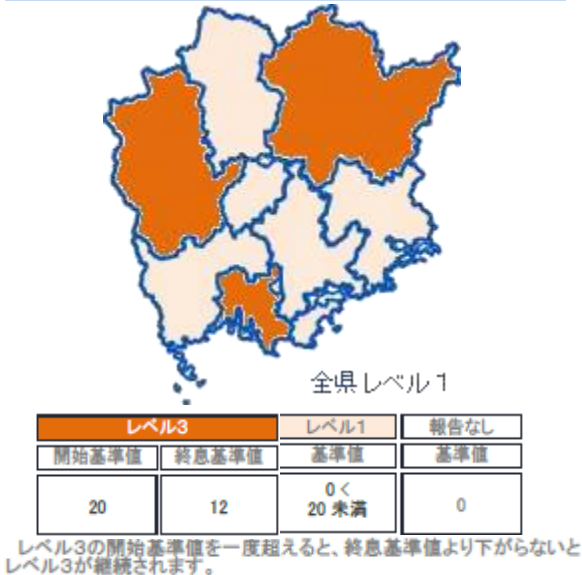 全県レベル1
レベル3 レベル1 報告なし
開始基準値 終息基準値 基準値 基準値
20 12 0 <
20 未満 0
レベル3の開始基準値を一度超えると、終息基準値より下がらないと
レベル3が継続されます。